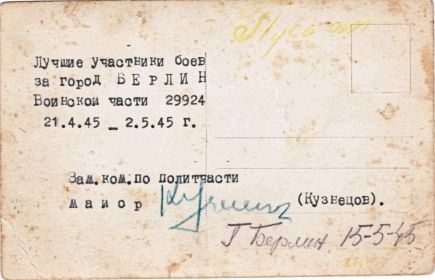 Лучшие участники боев
за город БЕРЛИН
Воинской части 29924
21.4.45 – 2.5.45 г.
Зам.ком.по политчасти
майор (Кузнецов).
Г Берлин 15-5-45